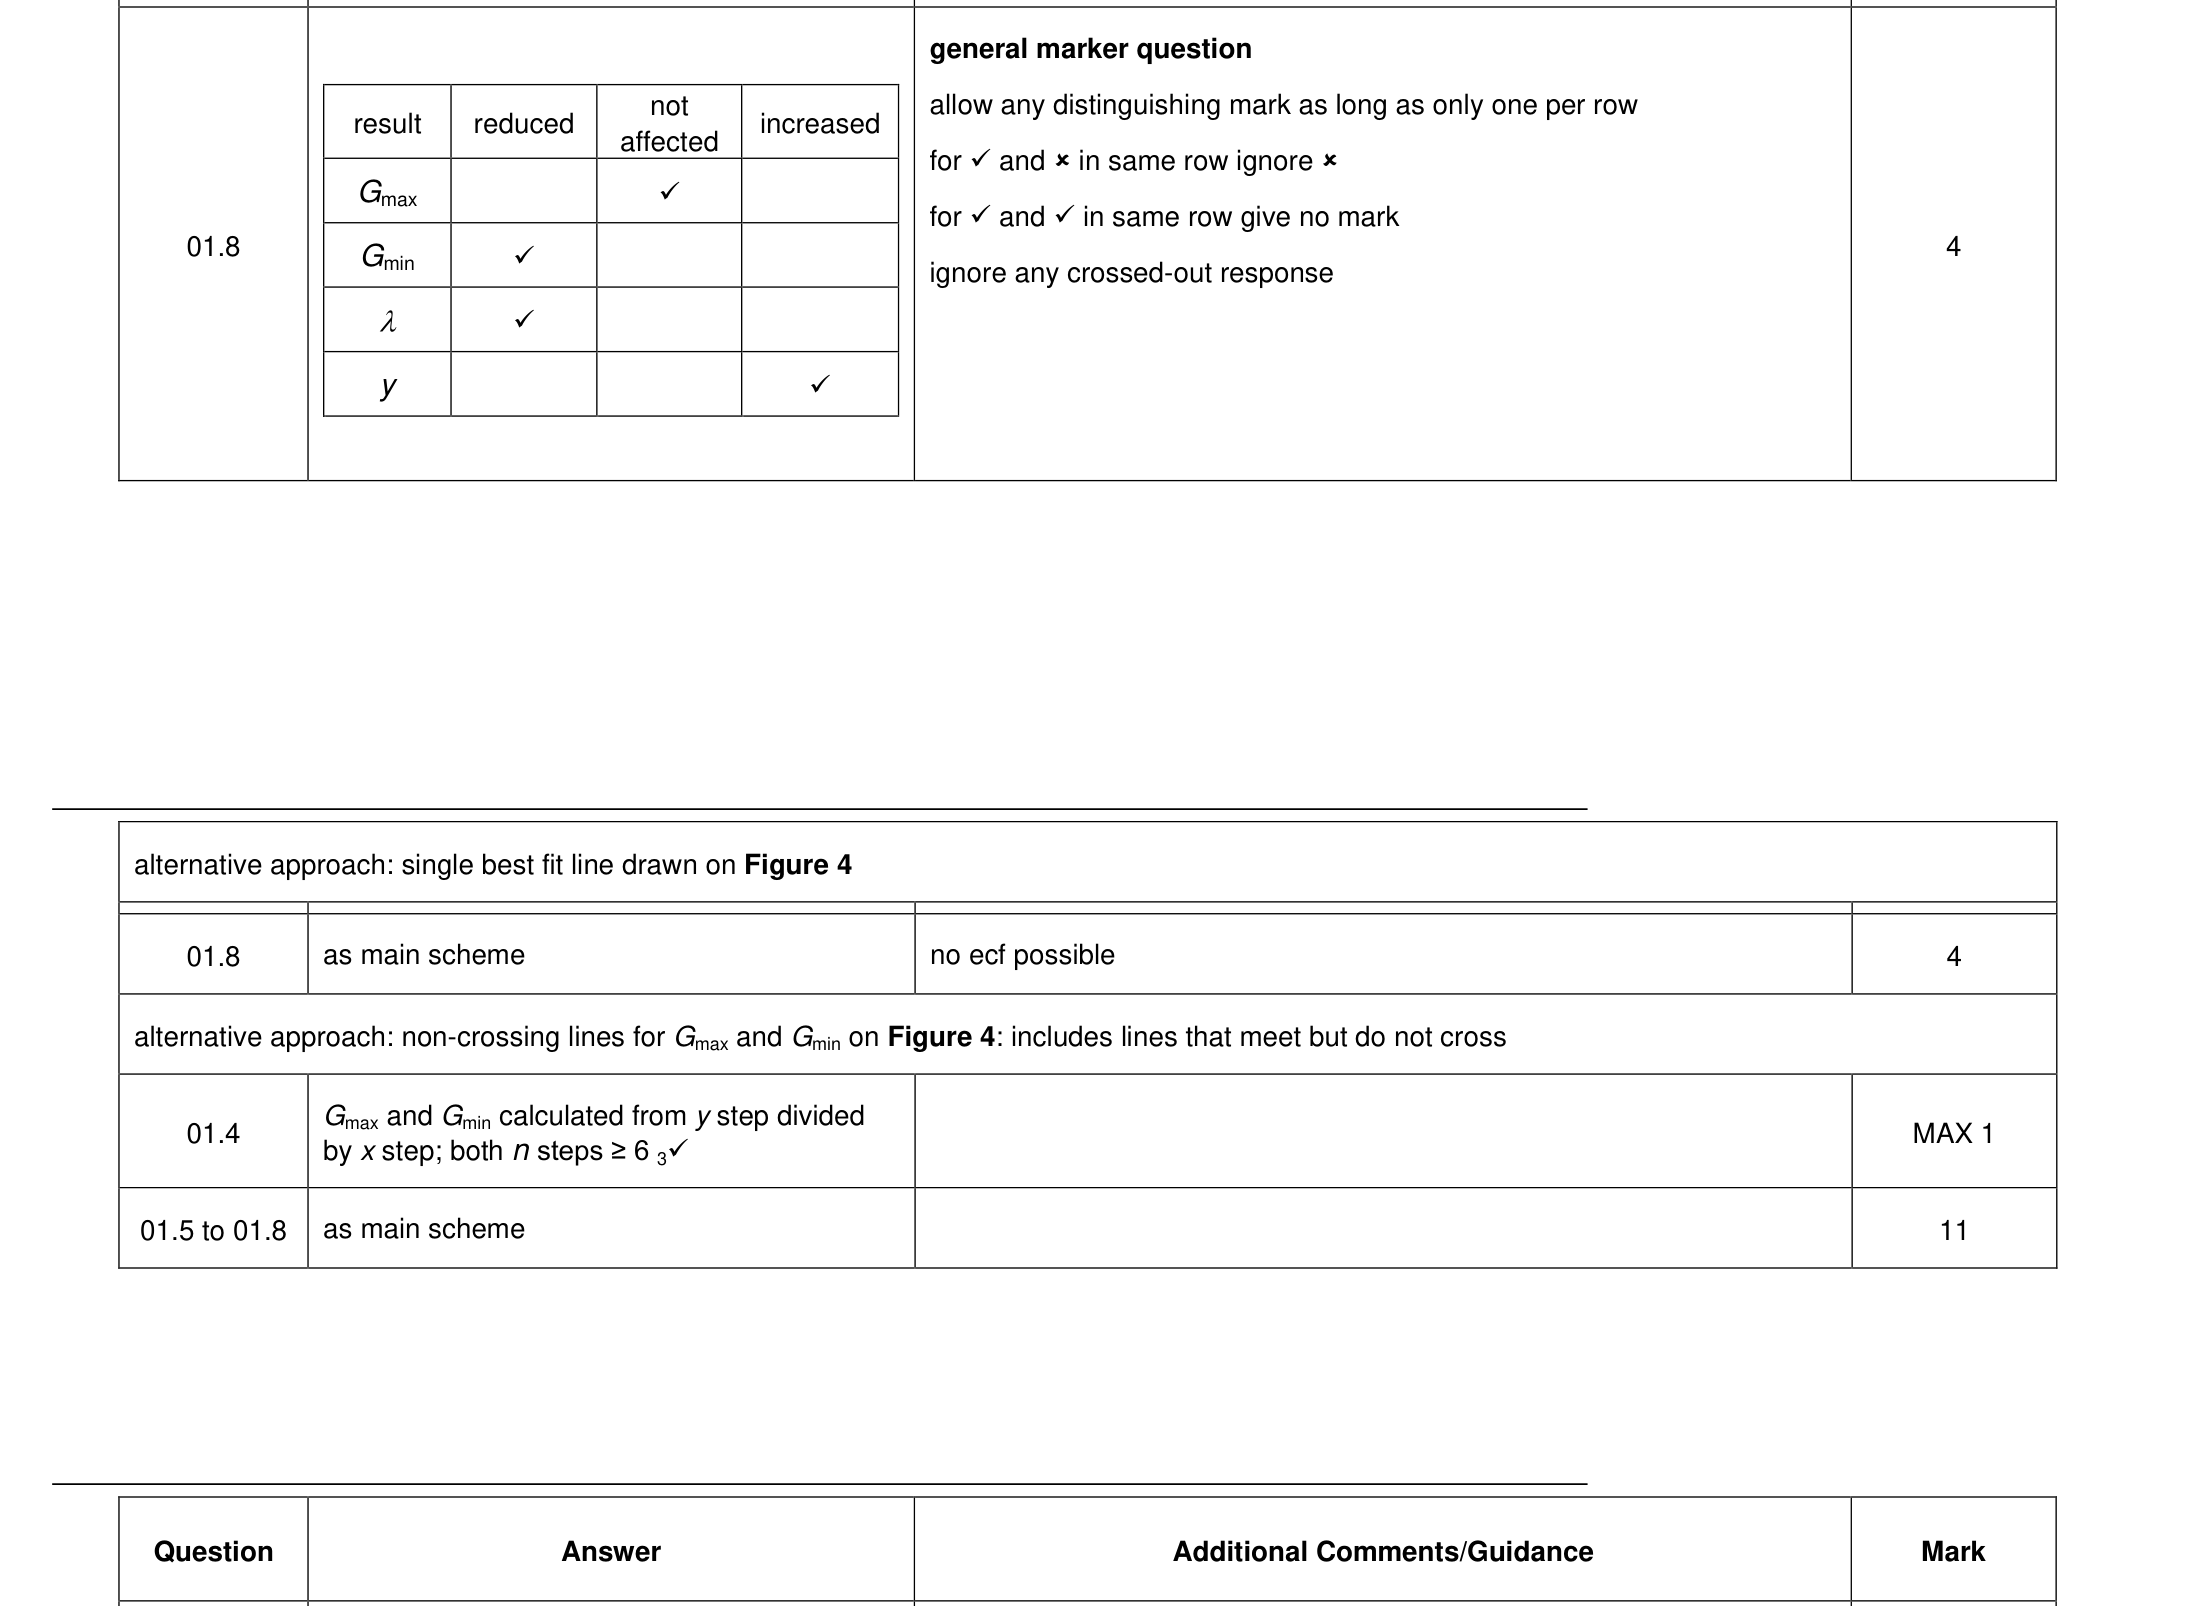 general marker question
01.8
result reduced not affected increased
Gmax ✓
Gmin ✓
λ ✓
y ✓
allow any distinguishing mark as long as only one per row
for ✓ and ✗ in same row ignore ✗
for ✓ and ✓ in same row give no mark
ignore any crossed-out response
4
alternative approach: single best fit line drawn on Figure 4
01.8 as main scheme no ecf possible 4
alternative approach: non-crossing lines for Gmax and Gmin on Figure 4: includes lines that meet but do not cross
01.4
Gmax and Gmin calculated from y step divided
by x step; both n steps ≥ 6 3✓
MAX 1
01.5 to 01.8 as main scheme 11
Question Answer Additional Comments/Guidance Mark